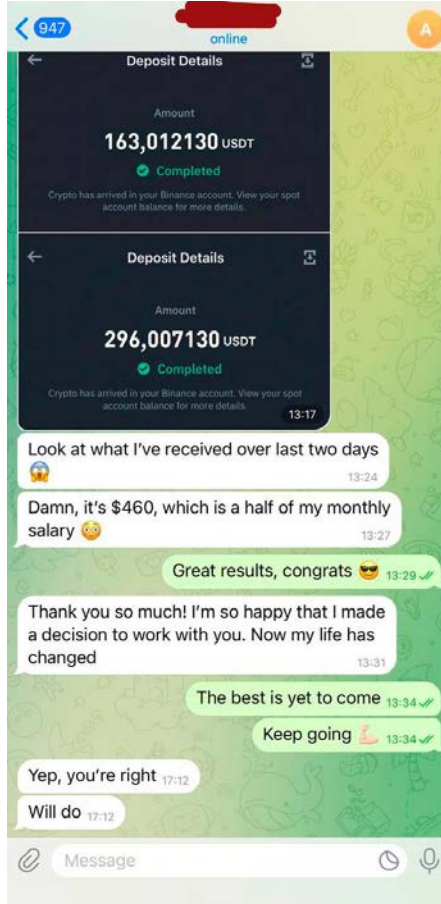 947
online
A
Deposit Details
Amount
163,012130 USDT
Completed
Crypto has arrived in your Binance account. View your spot
account balance for more details.
Deposit Details
Amount
296,007130 USDT
Completed
Crypto has arrived in your Binance account. View your spot
account balance for more details.
13:17
Look at what I've received over last two days
😱 13:24
Damn, it's $460, which is a half of my monthly
salary 😳 13:27
Great results, congrats 😎 13:29
Thank you so much! I'm so happy that I made
a decision to work with you. Now my life has
changed 13:31
The best is yet to come 13:34
Keep going 💪🏻 13:34
Yep, you're right 17:12
Will do 17:12
Message